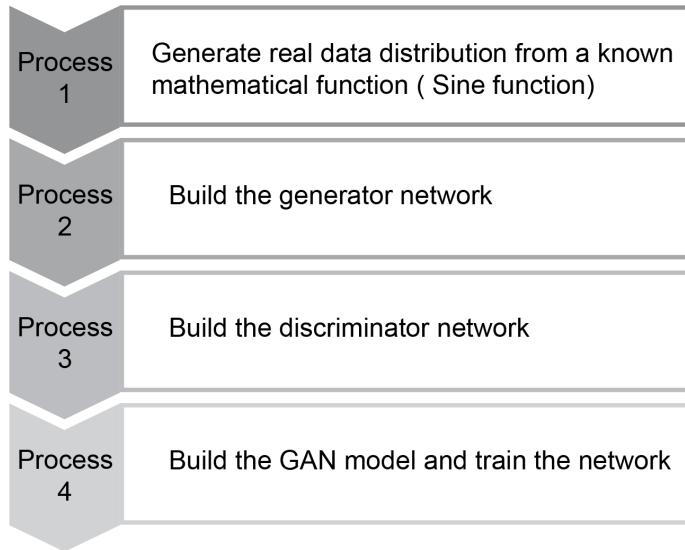 Process
1
Generate real data distribution from a known
mathematical function ( Sine function)
Process
2
Build the generator network
Process
3
Build the discriminator network
Process
4
Build the GAN model and train the network